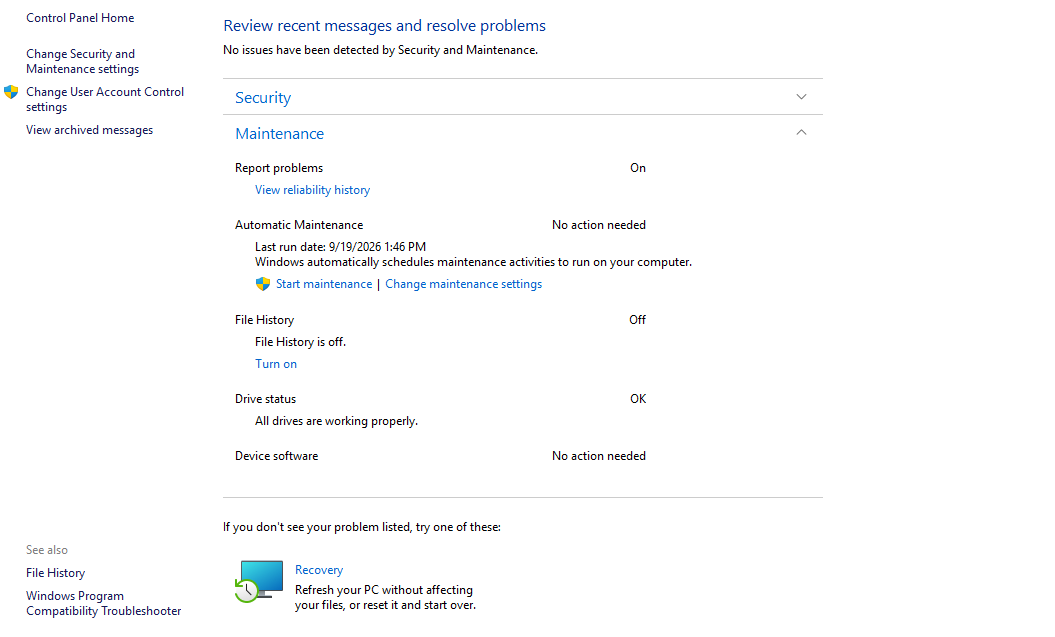 Control Panel Home
Change Security and
Maintenance settings
Change User Account Control
settings
View archived messages
Review recent messages and resolve problems
No issues have been detected by Security and Maintenance.
Security
Maintenance
Report problems On
View reliability history
Automatic Maintenance No action needed
Last run date: 9/19/2026 1:46 PM
Windows automatically schedules maintenance activities to run on your computer.
Start maintenance | Change maintenance settings
File History Off
File History is off.
Turn on
Drive status OK
All drives are working properly.
Device software No action needed
If you don't see your problem listed, try one of these:
Recovery
Refresh your PC without affecting
your files, or reset it and start over.
See also
File History
Windows Program
Compatibility Troubleshooter